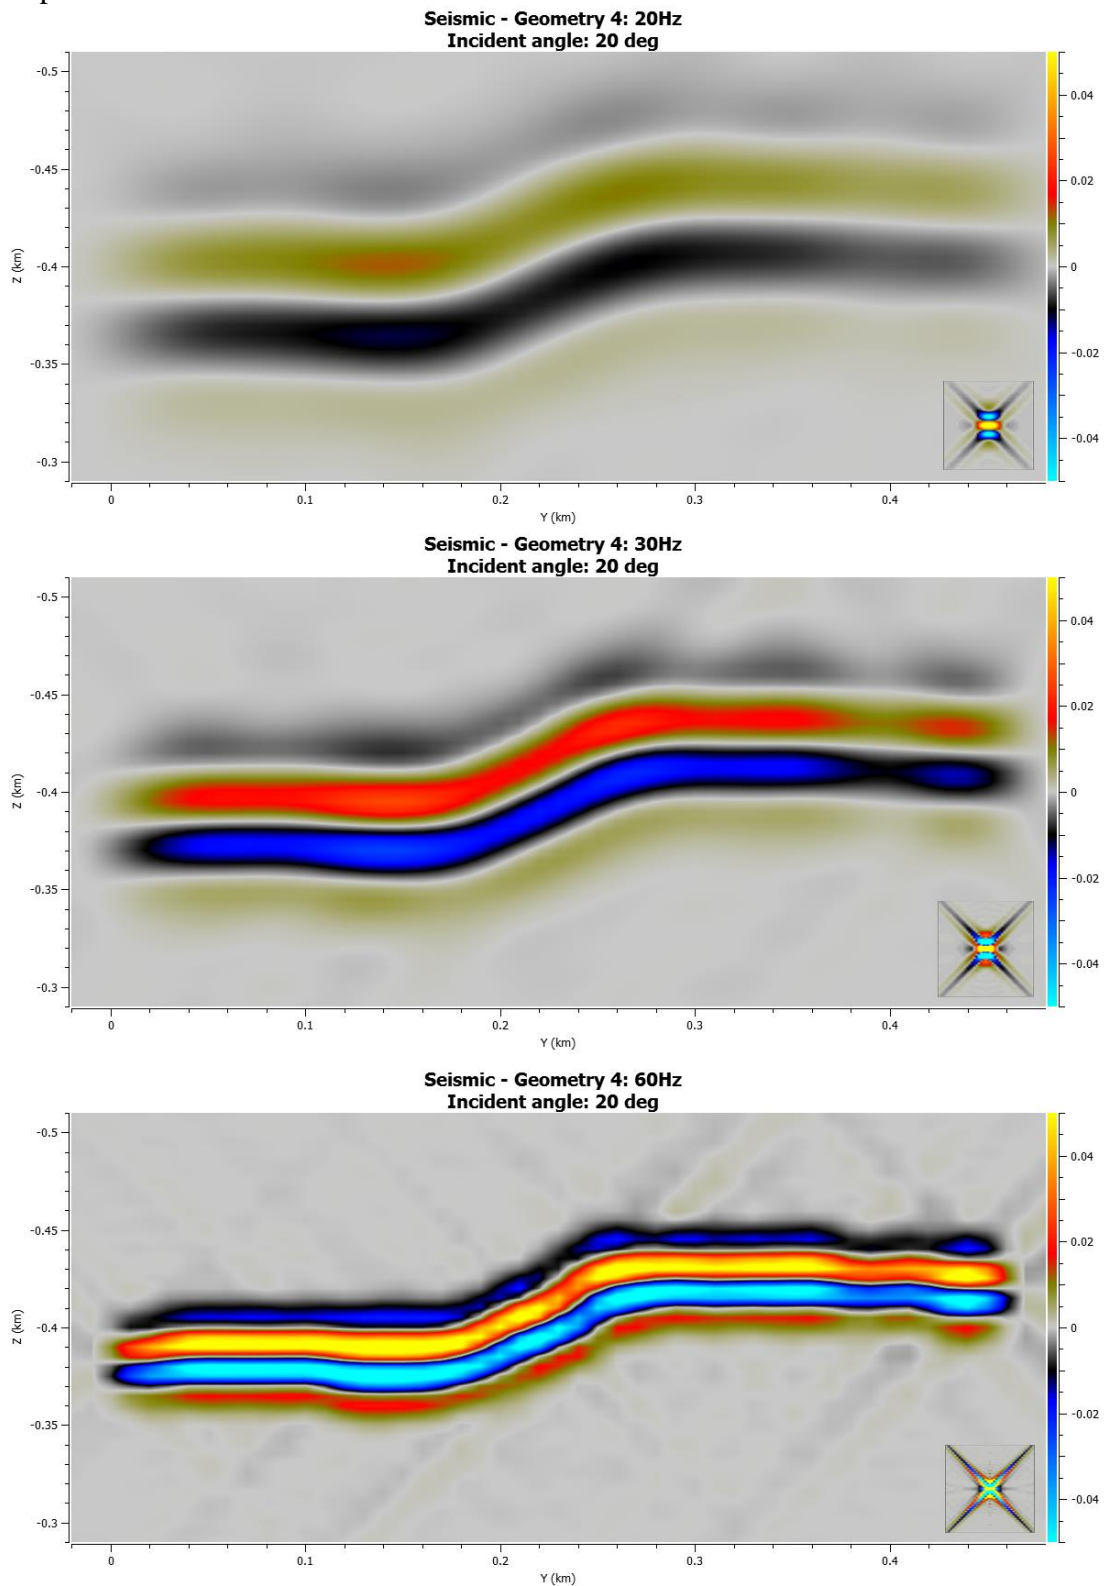 Seismic - Geometry 4: 20Hz
Incident angle: 20 deg
-0.5
-0.45
-0.4
-0.35
-0.3
Z (km)
0 0.1 0.2 0.3 0.4
Y (km)
0.04
0.02
0
-0.02
-0.04
Seismic - Geometry 4: 30Hz
Incident angle: 20 deg
-0.5
-0.45
-0.4
-0.35
-0.3
Z (km)
0 0.1 0.2 0.3 0.4
Y (km)
0.04
0.02
0
-0.02
-0.04
Seismic - Geometry 4: 60Hz
Incident angle: 20 deg
-0.5
-0.45
-0.4
-0.35
-0.3
Z (km)
0 0.1 0.2 0.3 0.4
Y (km)
0.04
0.02
0
-0.02
-0.04